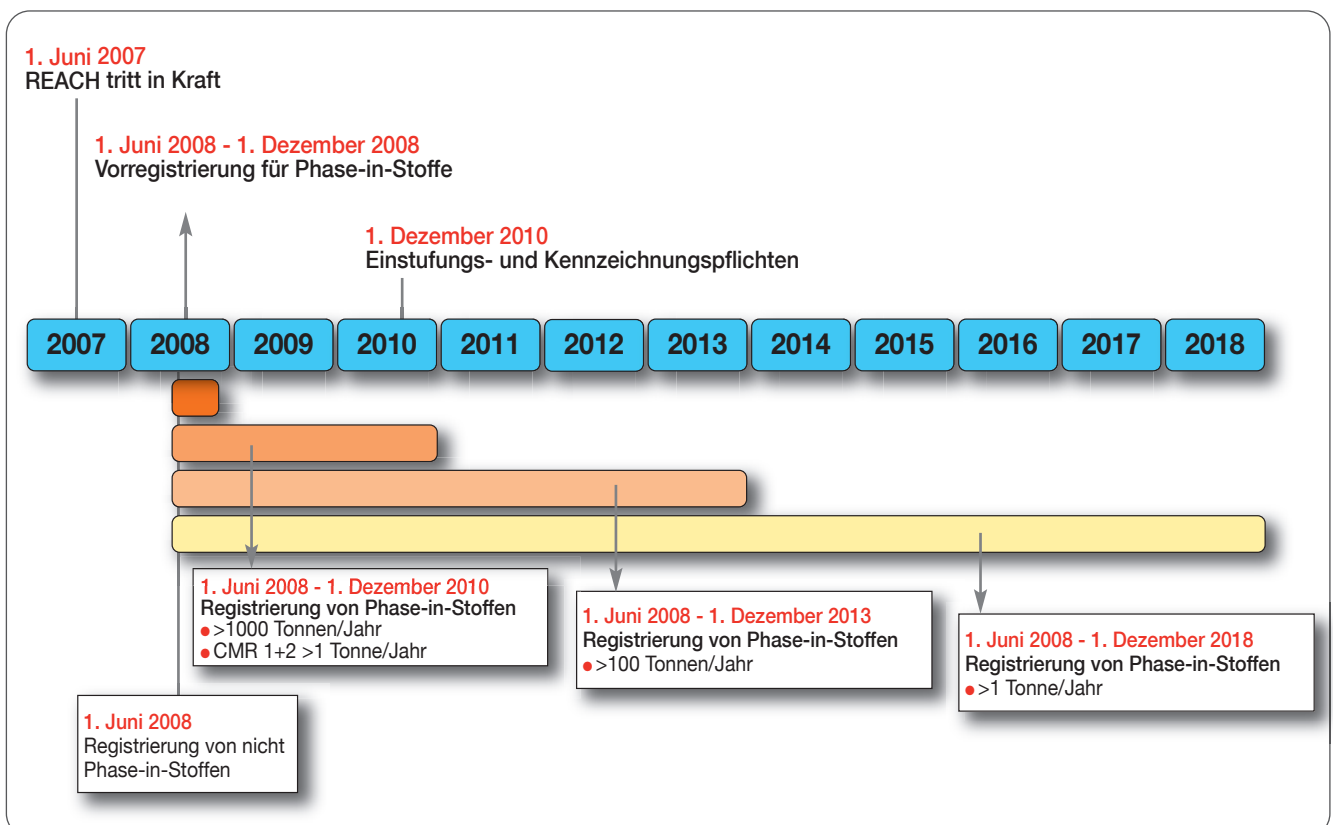 1. Juni 2007
REACH tritt in Kraft
1. Juni 2008 - 1. Dezember 2008
Vorregistrierung für Phase-in-Stoffe
1. Dezember 2010
Einstufungs- und Kennzeichnungspflichten
2007 2008 2009 2010 2011 2012 2013 2014 2015 2016 2017 2018
1. Juni 2008 - 1. Dezember 2010
Registrierung von Phase-in-Stoffen
● >1000 Tonnen/Jahr
● CMR 1+2 >1 Tonne/Jahr
1. Juni 2008 - 1. Dezember 2013
Registrierung von Phase-in-Stoffen
● >100 Tonnen/Jahr
1. Juni 2008 - 1. Dezember 2018
Registrierung von Phase-in-Stoffen
● >1 Tonne/Jahr
1. Juni 2008
Registrierung von nicht
Phase-in-Stoffen